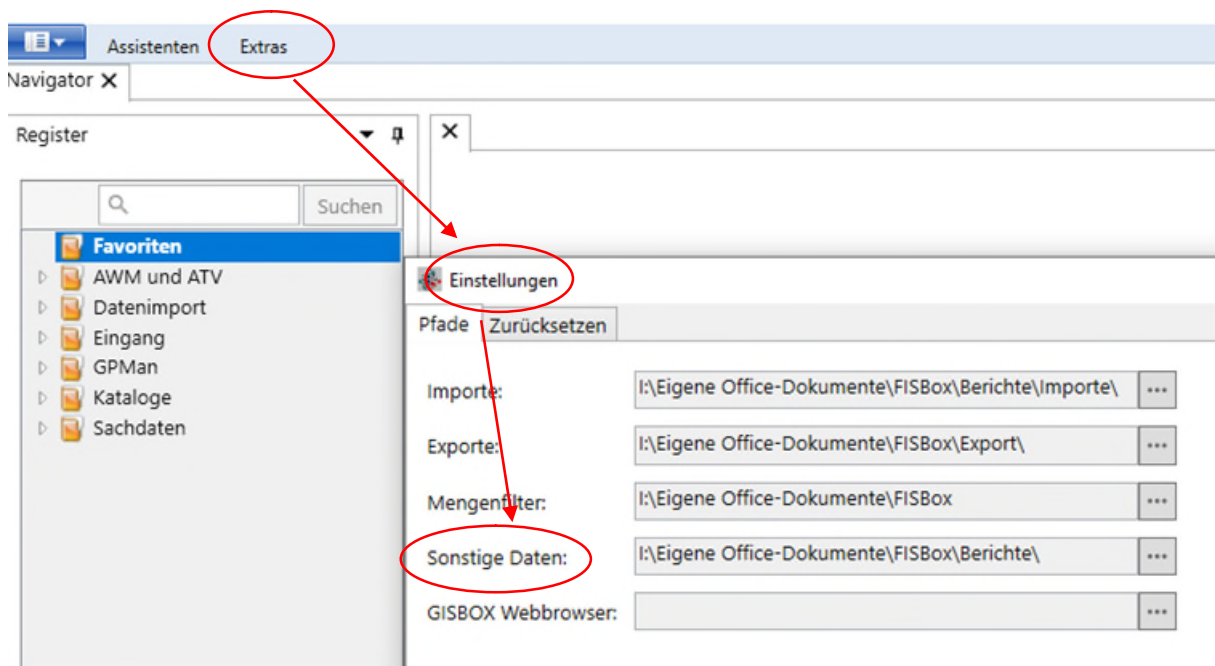 Assistenten Extras
Navigator
Register
Suchen
Favoriten
AWM und ATV
Datenimport
Eingang
GPMan
Kataloge
Sachdaten
Einstellungen
Pfade Zurücksetzen
Importe: I:\Eigene Office-Dokumente\FISBox\Berichte\Importe\ ...
Exporte: I:\Eigene Office-Dokumente\FISBox\Export\ ...
Mengenfilter: I:\Eigene Office-Dokumente\FISBox ...
Sonstige Daten: I:\Eigene Office-Dokumente\FISBox\Berichte\ ...
GISBOX Webbrowser: ...